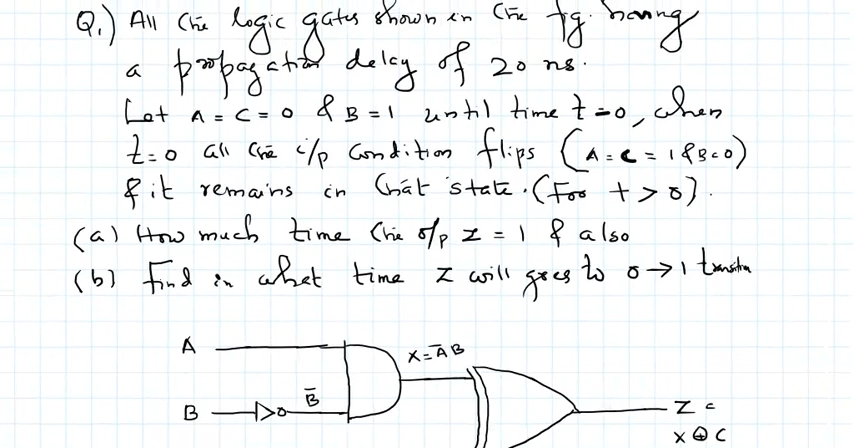 Q.) All the logic gates shown in the fg. having
a propagation delay of 20 ns.
Let A = C = 0 & B = 1 until time t = 0, when
t = 0 all the i/p condition flips (A = C = 1 & B = 0)
& it remains in that state. (For t > 0).
(a) How much time the o/p Z = 1 & also
(b) Find in what time Z will goes to 0 → 1 transition
A
X = A̅ B
B̅
B
Z =
X ⊕ C